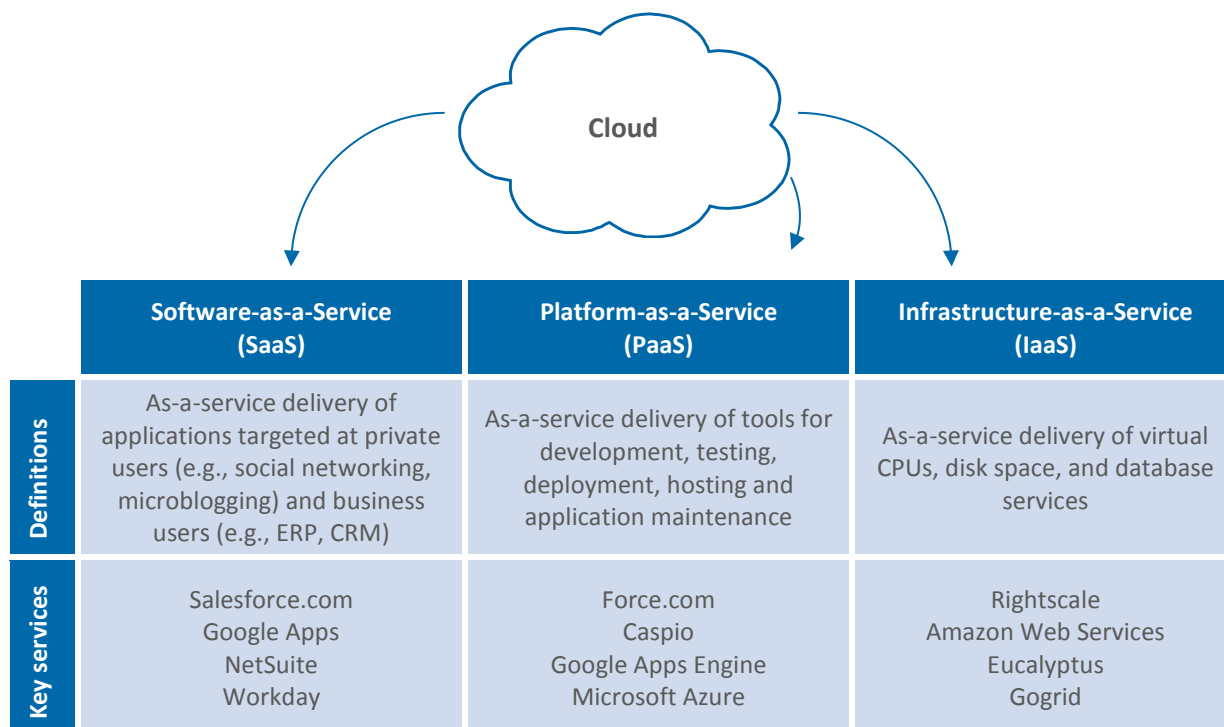 Cloud
Software-as-a-Service
(SaaS)
Platform-as-a-Service
(PaaS)
Infrastructure-as-a-Service
(IaaS)
Definitions
As-a-service delivery of
applications targeted at private
users (e.g., social networking,
microblogging) and business
users (e.g., ERP, CRM)
As-a-service delivery of tools for
development, testing,
deployment, hosting and
application maintenance
As-a-service delivery of virtual
CPUs, disk space, and database
services
Key services
Salesforce.com
Google Apps
NetSuite
Workday
Force.com
Caspio
Google Apps Engine
Microsoft Azure
Rightscale
Amazon Web Services
Eucalyptus
Gogrid